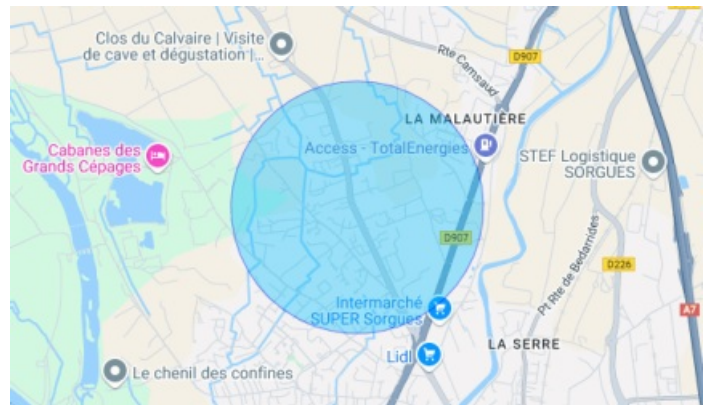 Clos du Calvaire | Visite
de cave et dégustation |...
D907
Rte Camsaud
LA MALAUTIÈRE
Access - TotalEnergies
Cabanes des
Grands Cépages
STEF Logistique
SORGUES
D907
D226
Pt Rte de Bédarrides
A7
Intermarché
SUPER Sorgues
LA SERRE
Lidl
Le chenil des confines